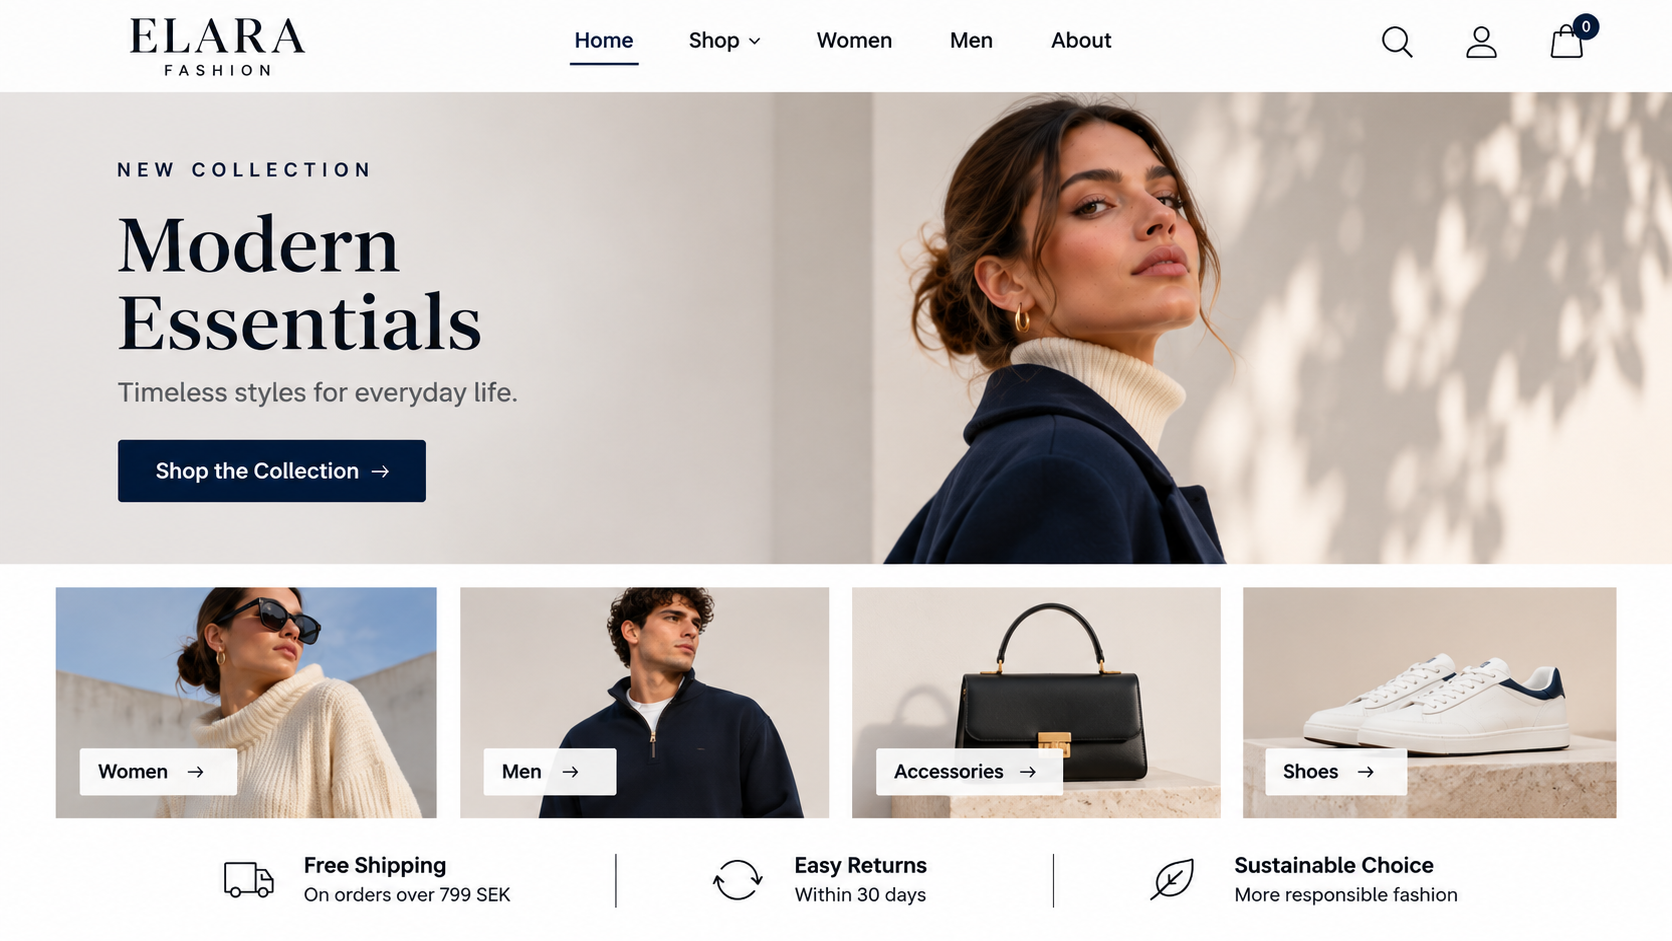 ELARA
FASHION
Home
Shop
Women
Men
About
0
NEW COLLECTION
Modern
Essentials
Timeless styles for everyday life.
Shop the Collection →
Women →
Men →
Accessories →
Shoes →
Free Shipping
On orders over 799 SEK
Easy Returns
Within 30 days
Sustainable Choice
More responsible fashion